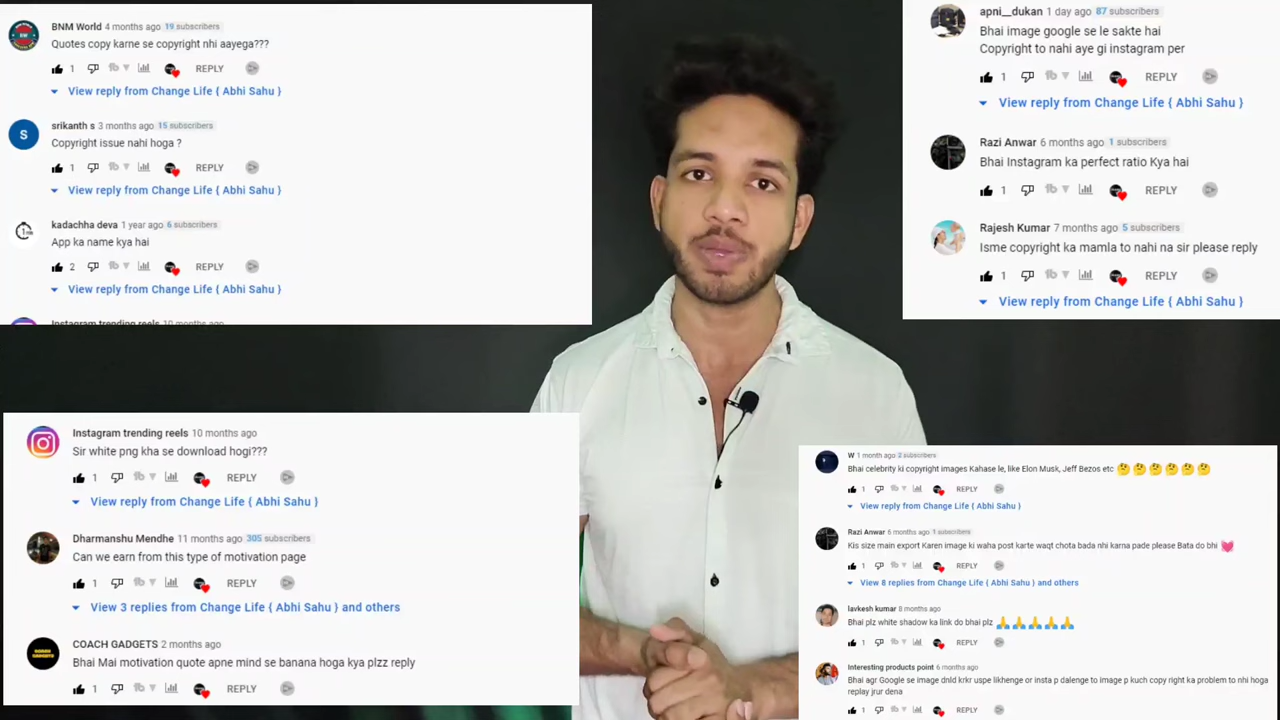 BNM World 4 months ago 19 subscribers
Quotes copy karne se copyright nhi aayega???
1 REPLY
View reply from Change Life { Abhi Sahu }
srikanth s 3 months ago 15 subscribers
S
Copyright issue nahi hoga ?
1 REPLY
View reply from Change Life { Abhi Sahu }
kadachha deva 1 year ago 6 subscribers
App ka name kya hai
2 REPLY
View reply from Change Life { Abhi Sahu }
Instagram trending reels 10 months ago
apni__dukan 1 day ago 87 subscribers
Bhai image google se le sakte hai
Copyright to nahi aye gi instagram per
1 REPLY
View reply from Change Life { Abhi Sahu }
Razi Anwar 6 months ago 1 subscribers
Bhai Instagram ka perfect ratio Kya hai
1 REPLY
Rajesh Kumar 7 months ago 5 subscribers
Isme copyright ka mamla to nahi na sir please reply
1 REPLY
View reply from Change Life { Abhi Sahu }
Instagram trending reels 10 months ago
Sir white png kha se download hogi???
1 REPLY
View reply from Change Life { Abhi Sahu }
Dharmanshu Mendhe 11 months ago 305 subscribers
Can we earn from this type of motivation page
1 REPLY
View 3 replies from Change Life { Abhi Sahu } and others
COACH GADGETS 2 months ago
Bhai Mai motivation quote apne mind se banana hoga kya plzz reply
1 REPLY
W 1 month ago 2 subscribers
Bhai celebrity ki copyright images Kahase le, like Elon Musk, Jeff Bezos etc 🤔🤔🤔🤔🤔🤔
1 REPLY
View reply from Change Life { Abhi Sahu }
Razi Anwar 6 months ago 1 subscribers
Kis size main export Karen image ki waha post karte waqt chota bada nhi karna pade please Bata do bhi 💓
1 REPLY
View 8 replies from Change Life { Abhi Sahu } and others
lavkesh kumar 8 months ago
Bhai plz white shadow ka link do bhai plz 🙏🙏🙏🙏🙏
1 REPLY
Interesting products point 6 months ago
Bhai agr Google se image dnld krkr uspe likhenge or insta p dalenge to image p kuch copy right ka problem to nhi hoga
replay jrur dena
1 REPLY